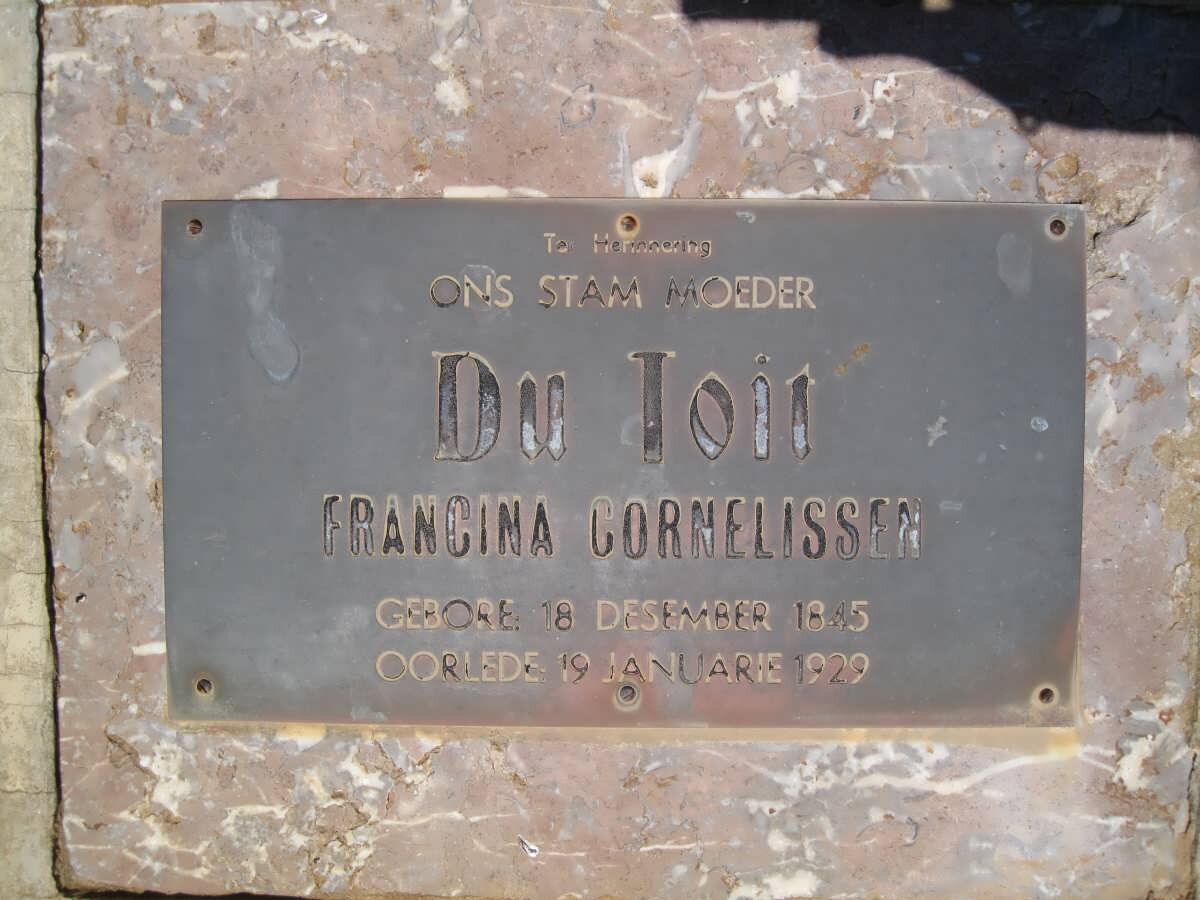 Ter Herinnering
ONS STAM MOEDER
Du Toit
FRANCINA CORNELISSEN
GEBORE: 18 DESEMBER 1845
OORLEDE: 19 JANUARIE 1929